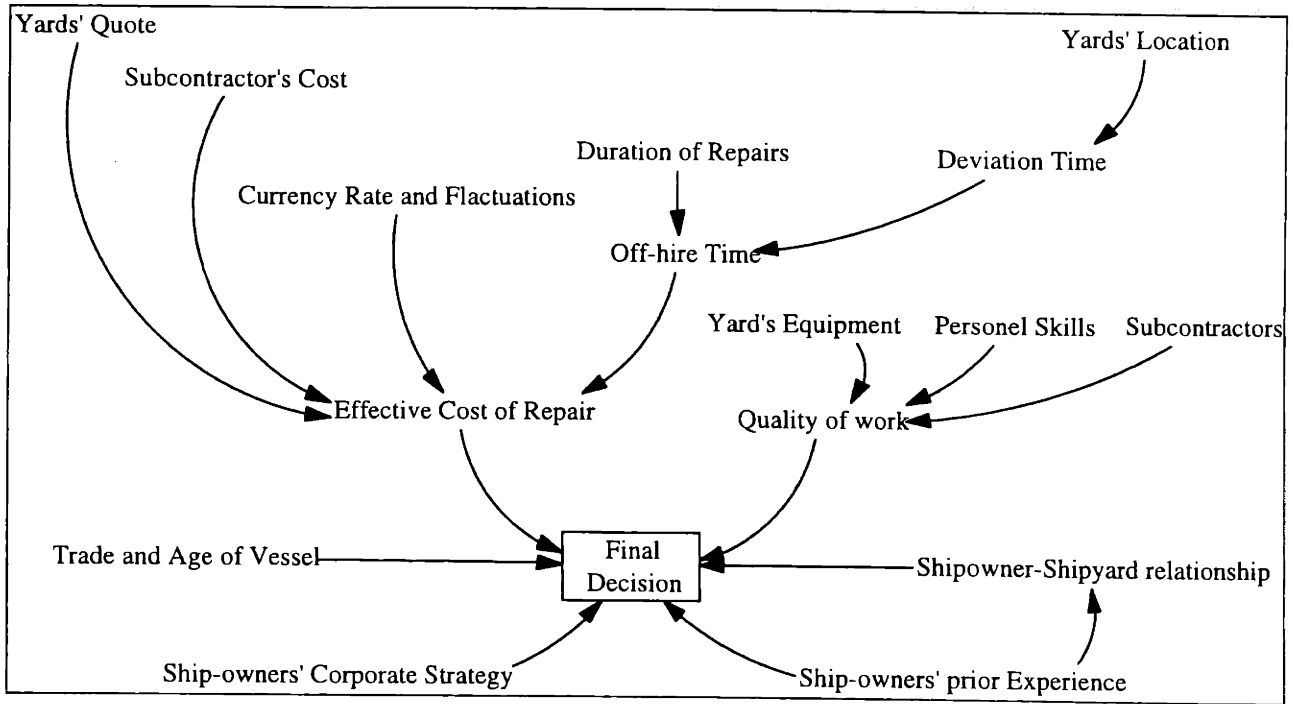 Yards' Quote
Yards' Location
Subcontractor's Cost
Duration of Repairs
Deviation Time
Currency Rate and Flactuations
Off-hire Time
Yard's Equipment
Personel Skills
Subcontractors
Effective Cost of Repair
Quality of work
Trade and Age of Vessel
Final
Decision
Shipowner-Shipyard relationship
Ship-owners' Corporate Strategy
Ship-owners' prior Experience